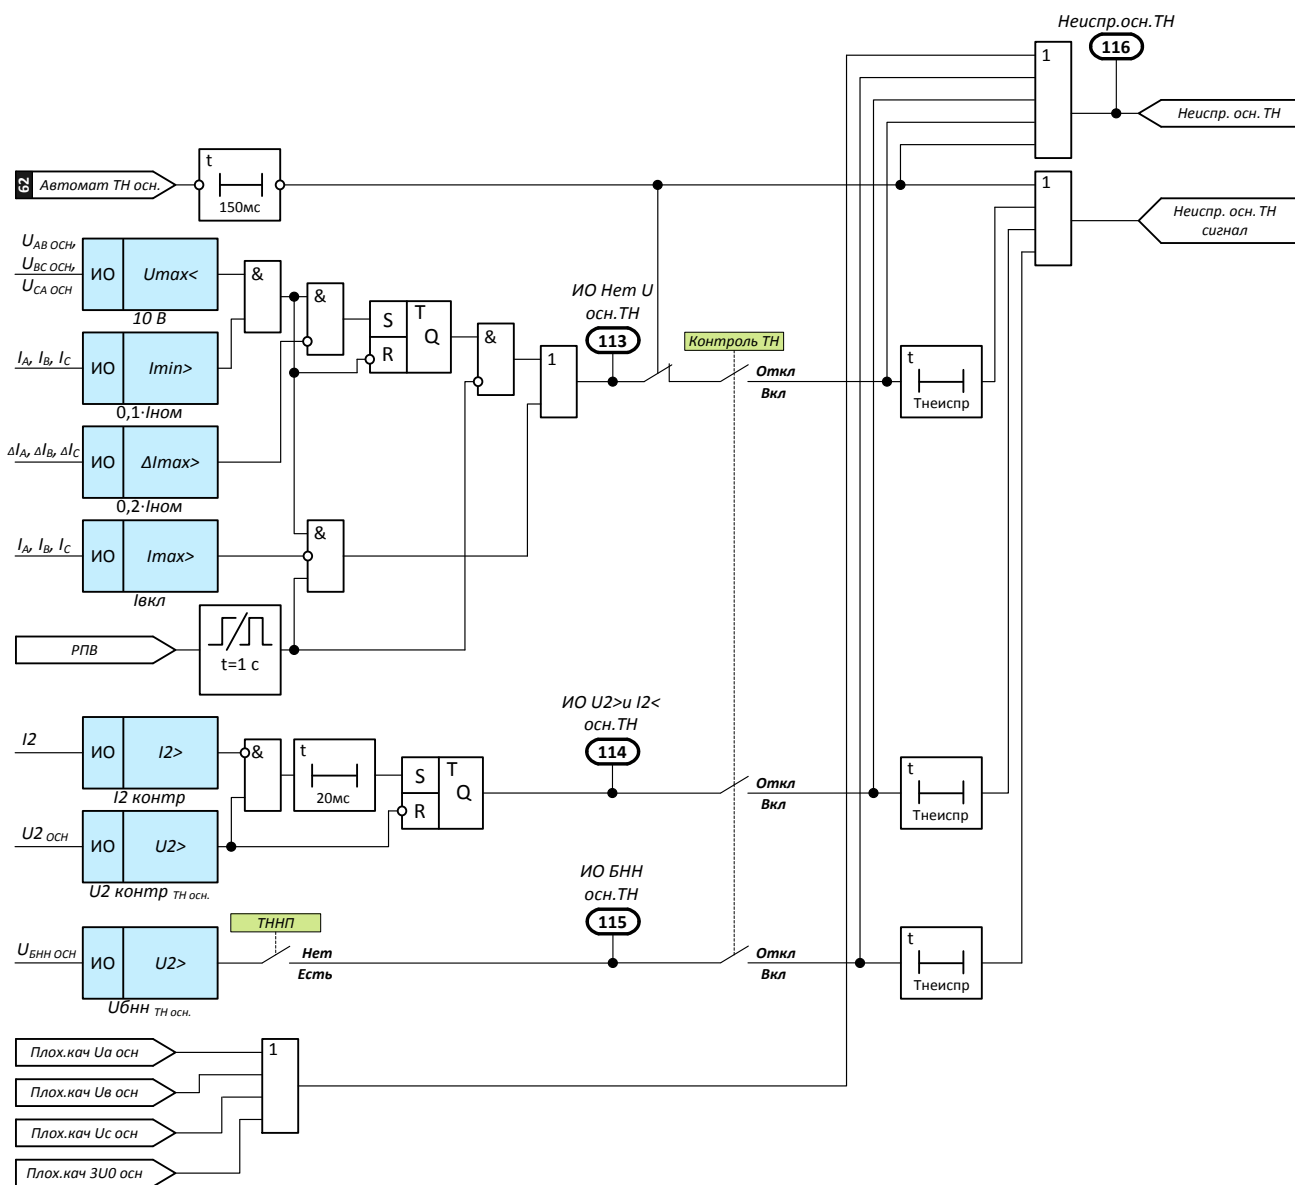 Неиспр.осн.ТН
116
1
Неиспр. осн. ТН
62
Автомат ТН осн.
t
150мс
1
Неиспр. осн. ТН
сигнал
U АВ ОСН,
U ВС ОСН,
U СА ОСН
ИО
Umax<
10 В
&
&
S
T
Q
R
&
1
ИО Нет U
осн.ТН
113
Контроль ТН
Откл
Вкл
t
Тнеиспр
IA, IB, IC
ИО
Imin>
0,1·Iном
ΔIA, ΔIB, ΔIC
ИО
ΔImax>
0,2·Iном
IA, IB, IC
ИО
Imax>
Iвкл
&
РПВ
t=1 с
I2
ИО
I2>
I2 контр
&
t
20мс
S
T
Q
R
ИО U2>и I2<
осн.ТН
114
Откл
Вкл
t
Тнеиспр
U2 ОСН
ИО
U2>
U2 контр ТН осн.
UБНН ОСН
ИО
U2>
Uбнн ТН осн.
ТННП
Нет
Есть
ИО БНН
осн.ТН
115
Откл
Вкл
t
Тнеиспр
Плох.кач Uа осн
1
Плох.кач Uв осн
Плох.кач Uс осн
Плох.кач 3U0 осн